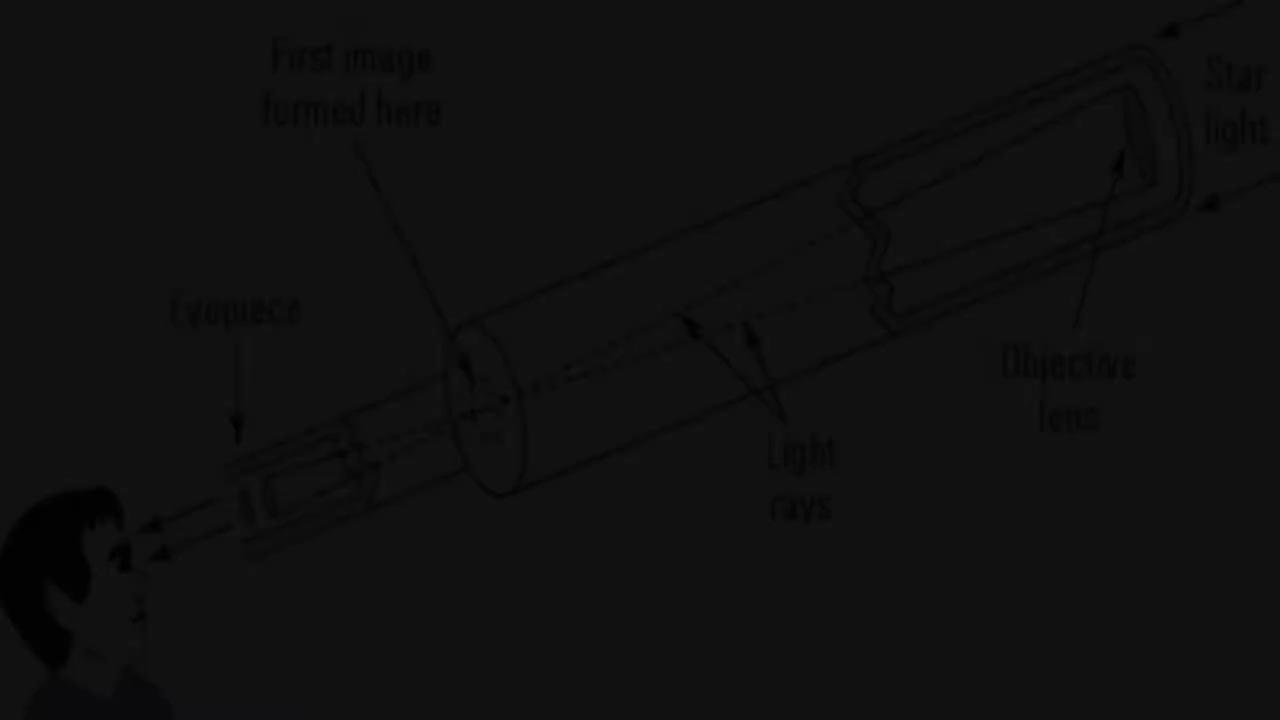 First image
formed here
Star
light
Eyepiece
Objective
lens
Light
rays